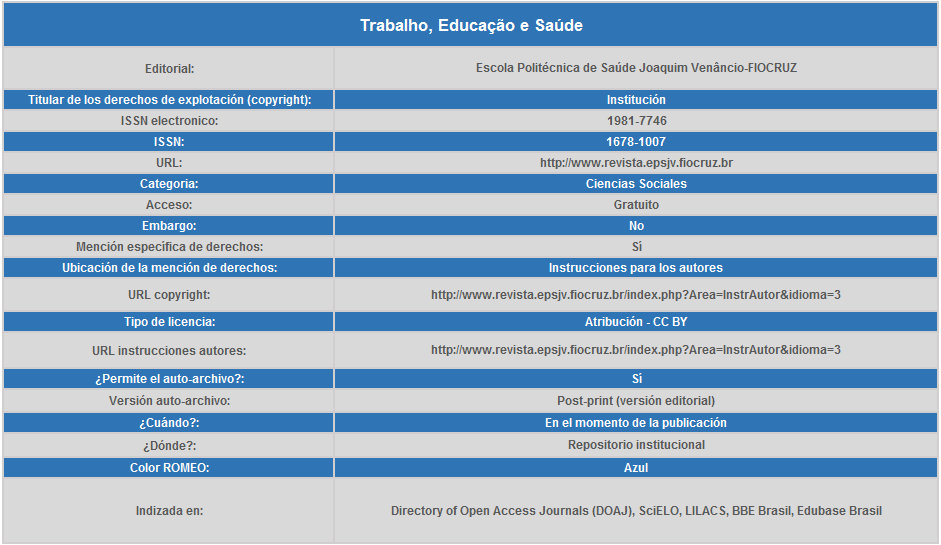 Trabalho, Educação e Saúde
Editorial: Escola Politécnica de Saúde Joaquim Venâncio-FIOCRUZ
Titular de los derechos de explotación (copyright): Institución
ISSN electronico: 1981-7746
ISSN: 1678-1007
URL: http://www.revista.epsjv.fiocruz.br
Categoria: Ciencias Sociales
Acceso: Gratuito
Embargo: No
Mención específica de derechos: Sí
Ubicación de la mención de derechos: Instrucciones para los autores
URL copyright: http://www.revista.epsjv.fiocruz.br/index.php?Area=InstrAutor&idioma=3
Tipo de licencia: Atribución - CC BY
URL instrucciones autores: http://www.revista.epsjv.fiocruz.br/index.php?Area=InstrAutor&idioma=3
¿Permite el auto-archivo?: Sí
Versión auto-archivo: Post-print (versión editorial)
¿Cuándo?: En el momento de la publicación
¿Dónde?: Repositorio institucional
Color ROMEO: Azul
Indizada en: Directory of Open Access Journals (DOAJ), SciELO, LILACS, BBE Brasil, Edubase Brasil